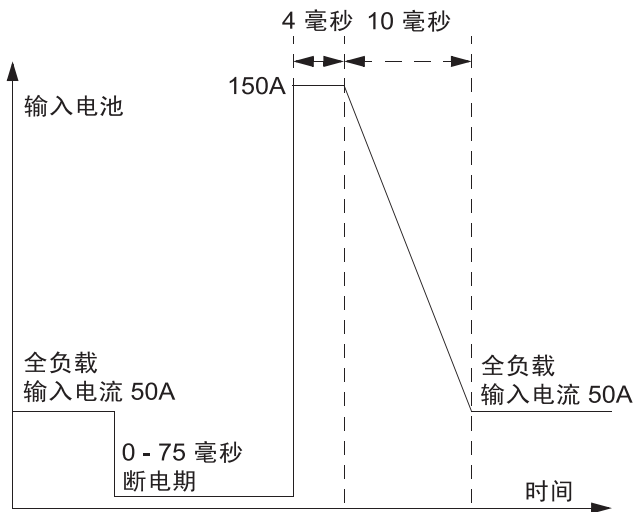 4 毫秒 10 毫秒
150A
输入电池
全负载
输入电流 50A
全负载
输入电流 50A
0 - 75 毫秒
断电期
时间